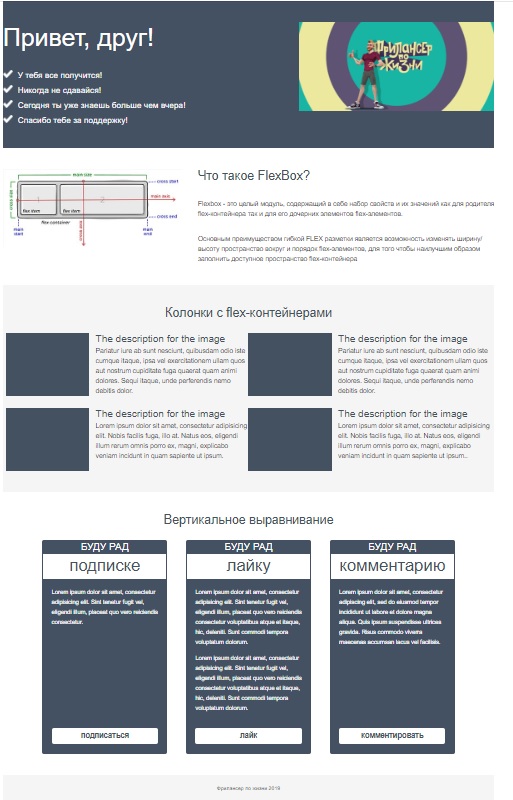 Привет, друг!
У тебя все получится!
Никогда не сдавайся!
Сегодня ты уже знаешь больше чем вчера!
Спасибо тебе за поддержку!
Фрилансер
по
жизни
main size
cross start
cross size
main axis
flex item
flex item
cross end
flex container
main start
main end
cross axis
Что такое FlexBox?
Flexbox - это целый модуль, содержащий в себе набор свойств и их значений как для родителя
flex-контейнера так и для его дочерних элементов flex-элементов.
Основным преимуществом гибкой FLEX разметки является возможность изменять ширину/
высоту пространство вокруг и порядок flex-элементов, для того чтобы наилучшим образом
заполнить доступное пространство flex-контейнера
Колонки с flex-контейнерами
The description for the image
Pariatur iure ab sunt nesciunt, quibusdam odio iste
cumque itaque, ipsa vel exercitationem ullam quos
aut nostrum cupiditate fuga quaerat quam animi
dolores. Sequi itaque, unde perferendis nemo
debitis dolor.
The description for the image
Pariatur iure ab sunt nesciunt, quibusdam odio iste
cumque itaque, ipsa vel exercitationem ullam quos
aut nostrum cupiditate fuga quaerat quam animi
dolores. Sequi itaque, unde perferendis nemo
debitis dolor.
The description for the image
Lorem ipsum dolor sit amet, consectetur adipisicing
elit. Nobis facilis fuga, illo at. Natus eos, eligendi
illum rerum omnis porro ex, magni, explicabo
veniam incidunt in quam sapiente ut ipsum.
The description for the image
Lorem ipsum dolor sit amet, consectetur adipisicing
elit. Nobis facilis fuga, illo at. Natus eos, eligendi
illum rerum omnis porro ex, magni, explicabo
veniam incidunt in quam sapiente ut ipsum..
Вертикальное выравнивание
БУДУ РАД
подписке
Lorem ipsum dolor sit amet, consectetur
adipisicing elit. Sint tenetur fugit vel,
eligendi illum, placeat quo vero reiciendis
consectetur.
подписаться
БУДУ РАД
лайку
Lorem ipsum dolor sit amet, consectetur
adipisicing elit. Sint tenetur fugit vel,
eligendi illum, placeat quo vero reiciendis
consectetur voluptatibus atque et itaque,
hic, deleniti. Sunt commodi tempora
voluptatum dolorum.
Lorem ipsum dolor sit amet, consectetur
adipisicing elit. Sint tenetur fugit vel,
eligendi illum, placeat quo vero reiciendis
consectetur voluptatibus atque et itaque,
hic, deleniti. Sunt commodi tempora
voluptatum dolorum.
лайк
БУДУ РАД
комментарию
Lorem ipsum dolor sit amet, consectetur
adipiscing elit, sed do eiusmod tempor
incididunt ut labore et dolore magna
aliqua. Quis ipsum suspendisse ultrices
gravida. Risus commodo viverra
maecenas accumsan lacus vel facilisis.
комментировать
Фрилансер по жизни 2019